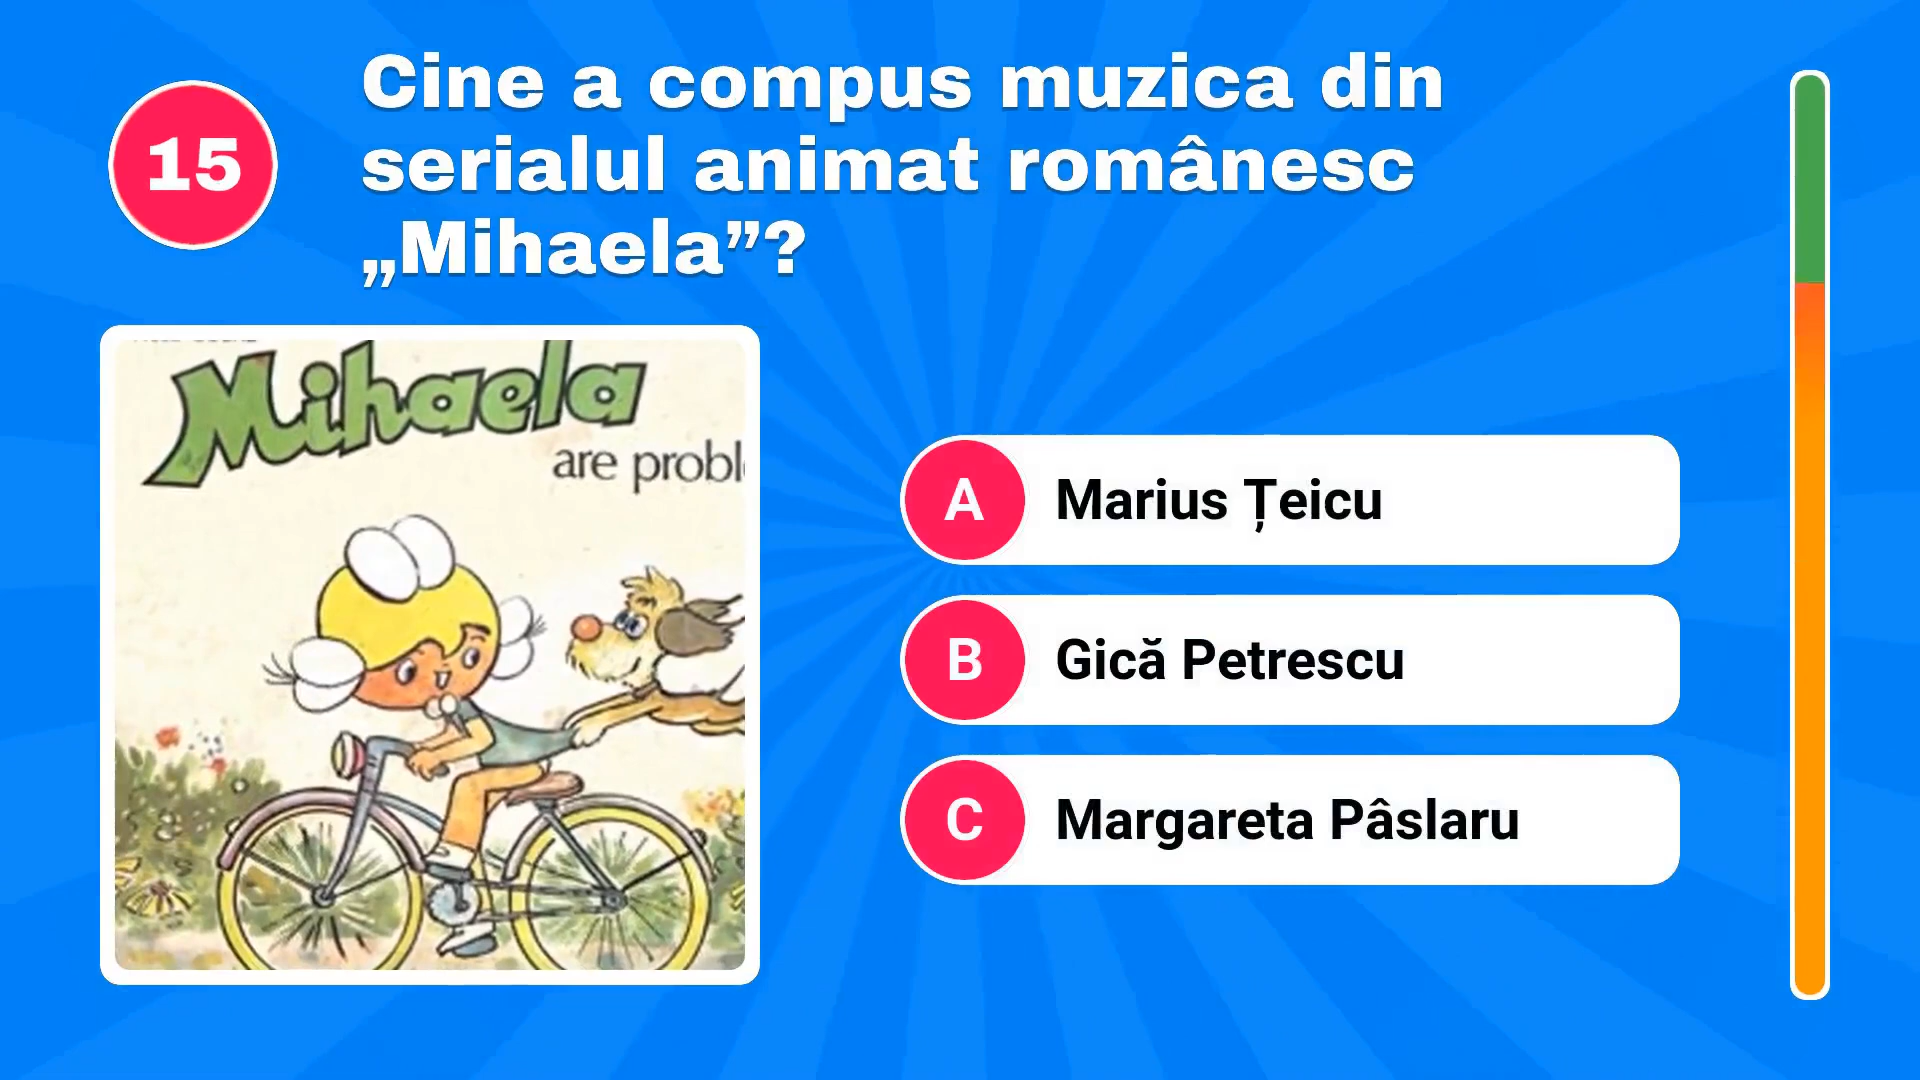 15
Cine a compus muzica din
serialul animat românesc
„Mihaela”?
Mihaela
are probl
A Marius Țeicu
B Gică Petrescu
C Margareta Pâslaru